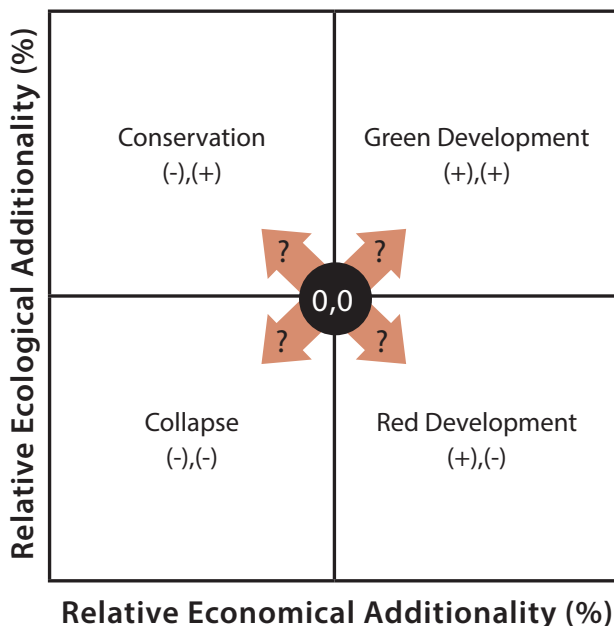 Relative Ecological Additionality (%)
Conservation
(-),(+)
Green Development
(+),(+)
?
?
0,0
?
?
Collapse
(-),(-)
Red Development
(+),(-)
Relative Economical Additionality (%)